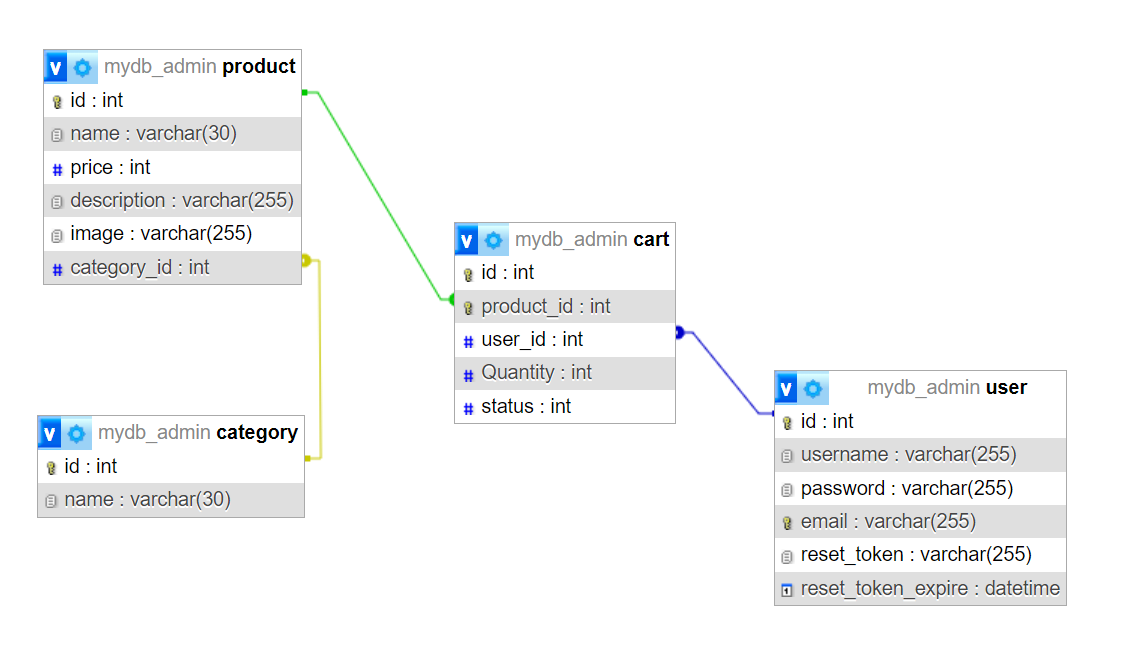 v mydb_admin product
id : int
name : varchar(30)
# price : int
description : varchar(255)
image : varchar(255)
# category_id : int
v mydb_admin cart
id : int
product_id : int
# user_id : int
# Quantity : int
# status : int
v mydb_admin user
id : int
username : varchar(255)
password : varchar(255)
email : varchar(255)
reset_token : varchar(255)
reset_token_expire : datetime
v mydb_admin category
id : int
name : varchar(30)